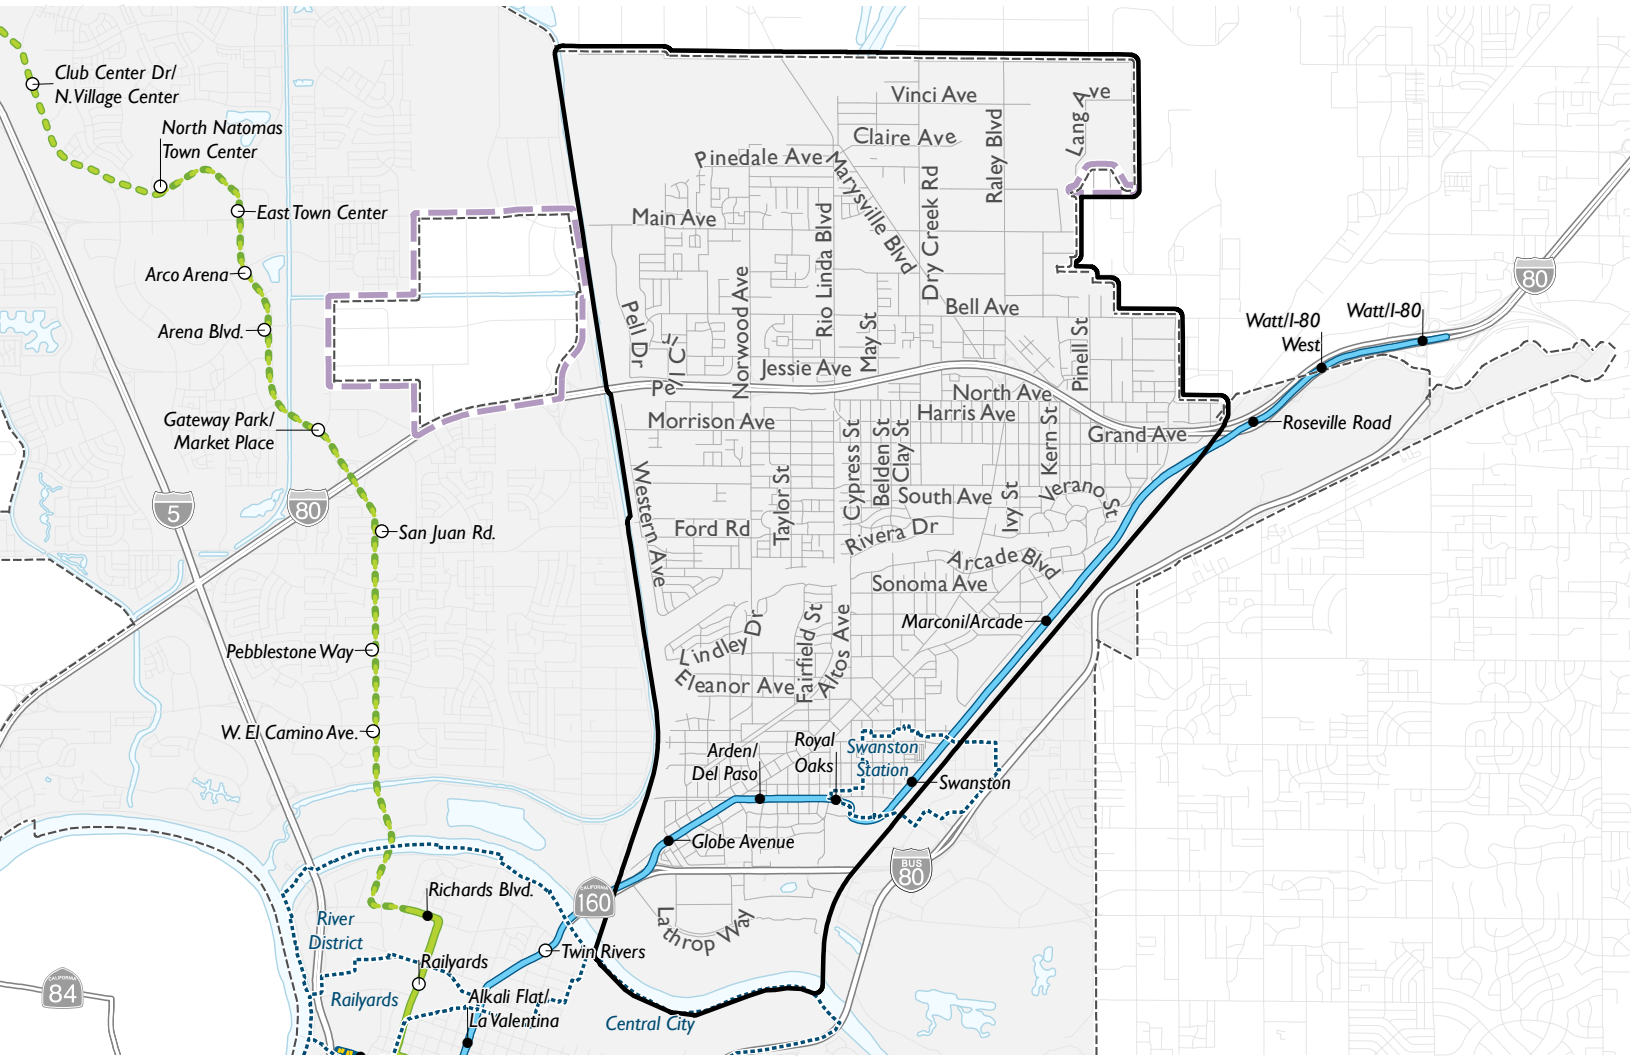 Club Center Dr/
N. Village Center
North Natomas
Town Center
East Town Center
Arco Arena
Arena Blvd.
Gateway Park/
Market Place
5
80
San Juan Rd.
Pebblestone Way
W. El Camino Ave.
Richards Blvd.
River
District
Railyards
Railyards
Twin Rivers
Alkali Flat/
La Valentina
CALIFORNIA
84
CALIFORNIA
160
Central City
Vinci Ave
Claire Ave
Pinedale Ave
Marysville Blvd
Raley Blvd
Lang Ave
Dry Creek Rd
Main Ave
Rio Linda Blvd
Norwood Ave
Pell Dr
May St
Bell Ave
Jessie Ave
Pinell St
North Ave
Harris Ave
Grand Ave
Morrison Ave
Cypress St
Belden St
Clay St
Kern St
Western Ave
Taylor St
South Ave
Ivy St
Verano St
Ford Rd
Rivera Dr
Arcade Blvd
Sonoma Ave
Marconi/Arcade
Lindley Dr
Fairfield St
Altos Ave
Eleanor Ave
Arden/
Del Paso
Royal
Oaks
Swanston
Station
Swanston
Globe Avenue
BUS
80
Lathrop Way
80
Watt/I-80
West
Watt/I-80
Roseville Road